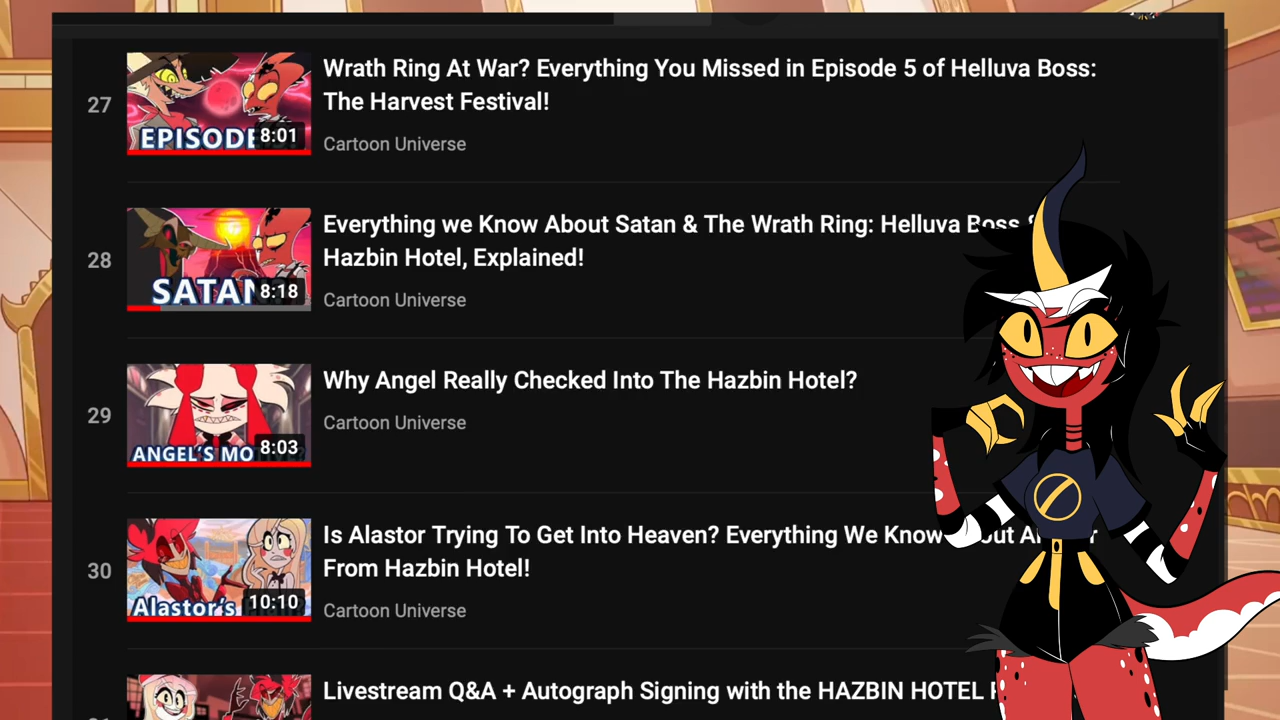 27
EPISODE
8:01
Wrath Ring At War? Everything You Missed in Episode 5 of Helluva Boss:
The Harvest Festival!
Cartoon Universe
28
SATAN
8:18
Everything we Know About Satan & The Wrath Ring: Helluva Boss
Hazbin Hotel, Explained!
Cartoon Universe
29
ANGEL'S MO
8:03
Why Angel Really Checked Into The Hazbin Hotel?
Cartoon Universe
30
Alastor's
10:10
Is Alastor Trying To Get Into Heaven? Everything We Know
From Hazbin Hotel!
Cartoon Universe
Livestream Q&A + Autograph Signing with the HAZBIN HOTEL